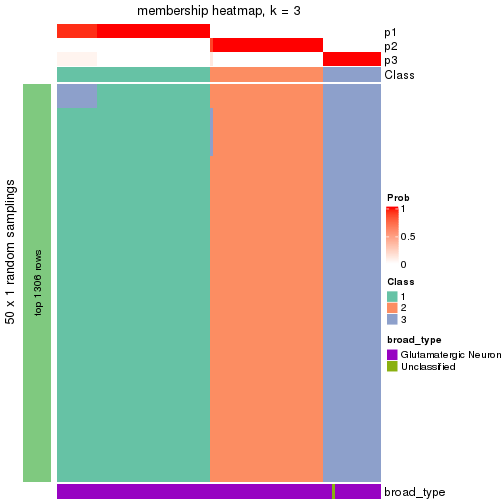 membership heatmap, k = 3
p1
p2
p3
Class
50 x 1 random samplings
top 1306 rows
Prob
1
0.5
0
Class
1
2
3
broad_type
Glutamatergic Neuron
Unclassified
broad_type